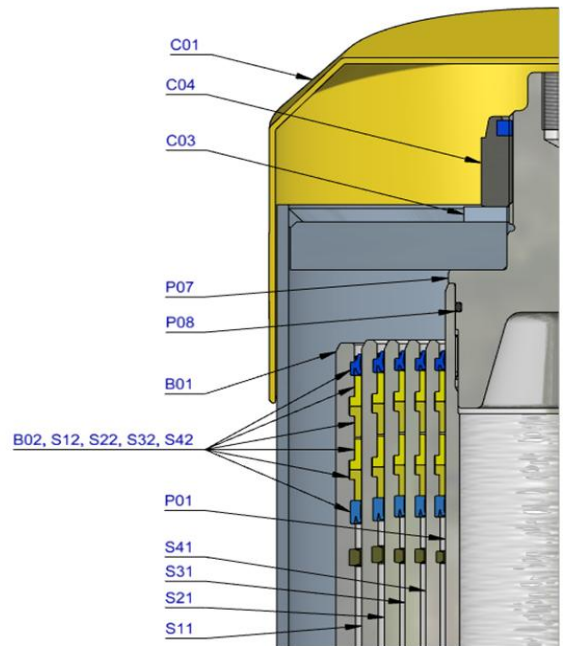 C01
C04
C03
P07
P08
B01
B02, S12, S22, S32, S42
P01
S41
S31
S21
S11